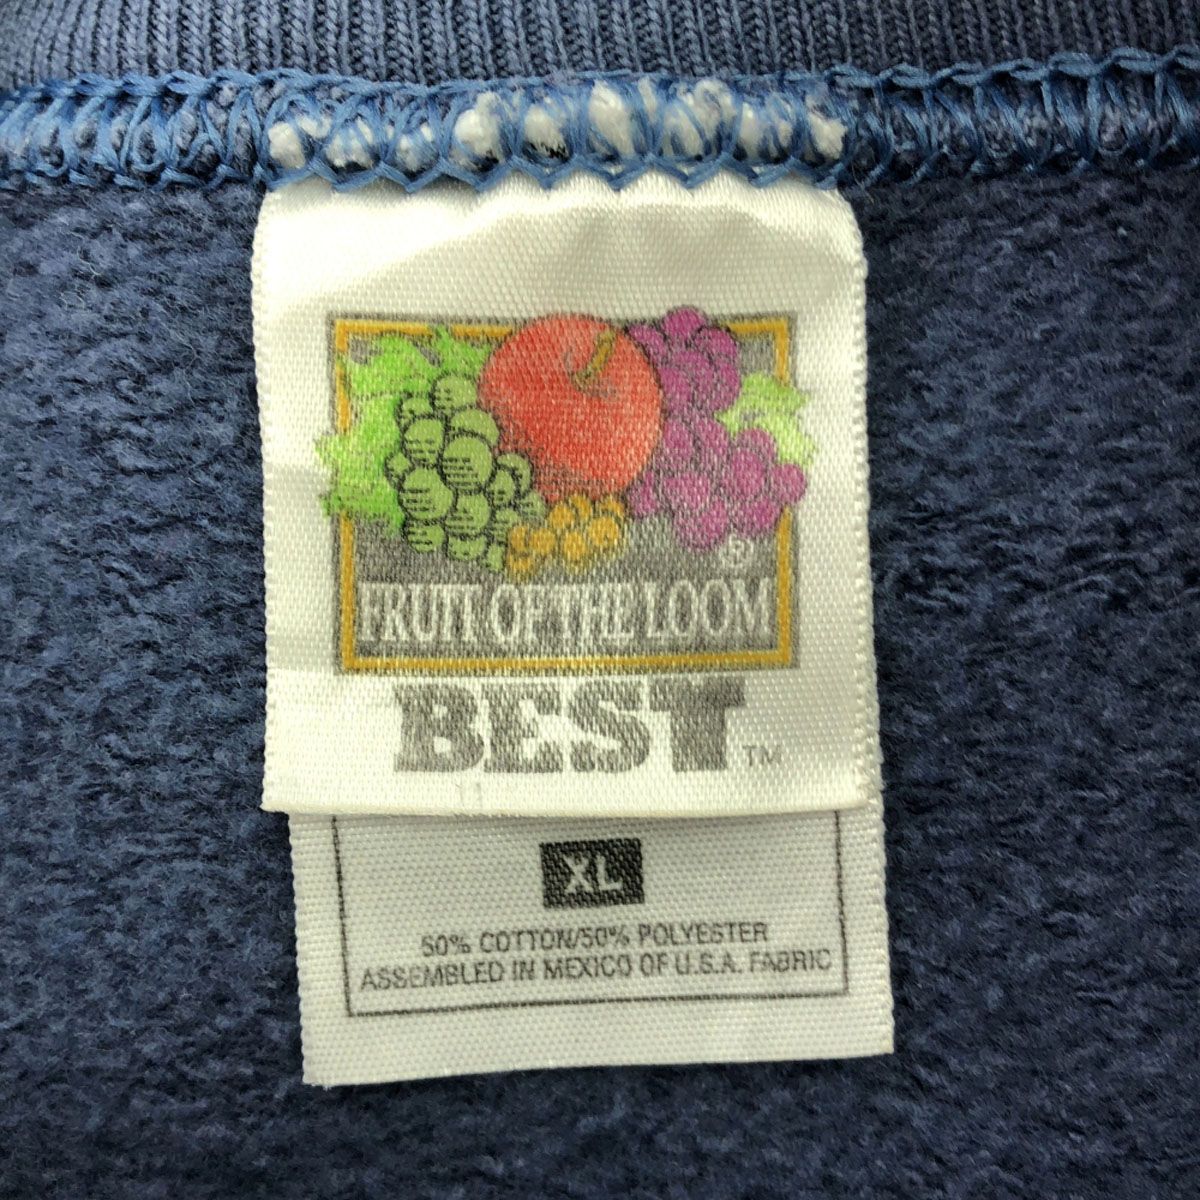 ®
FRUIT OF THE LOOM
BEST™
XL
50% COTTON/50% POLYESTER
ASSEMBLED IN MEXICO OF U.S.A. FABRIC